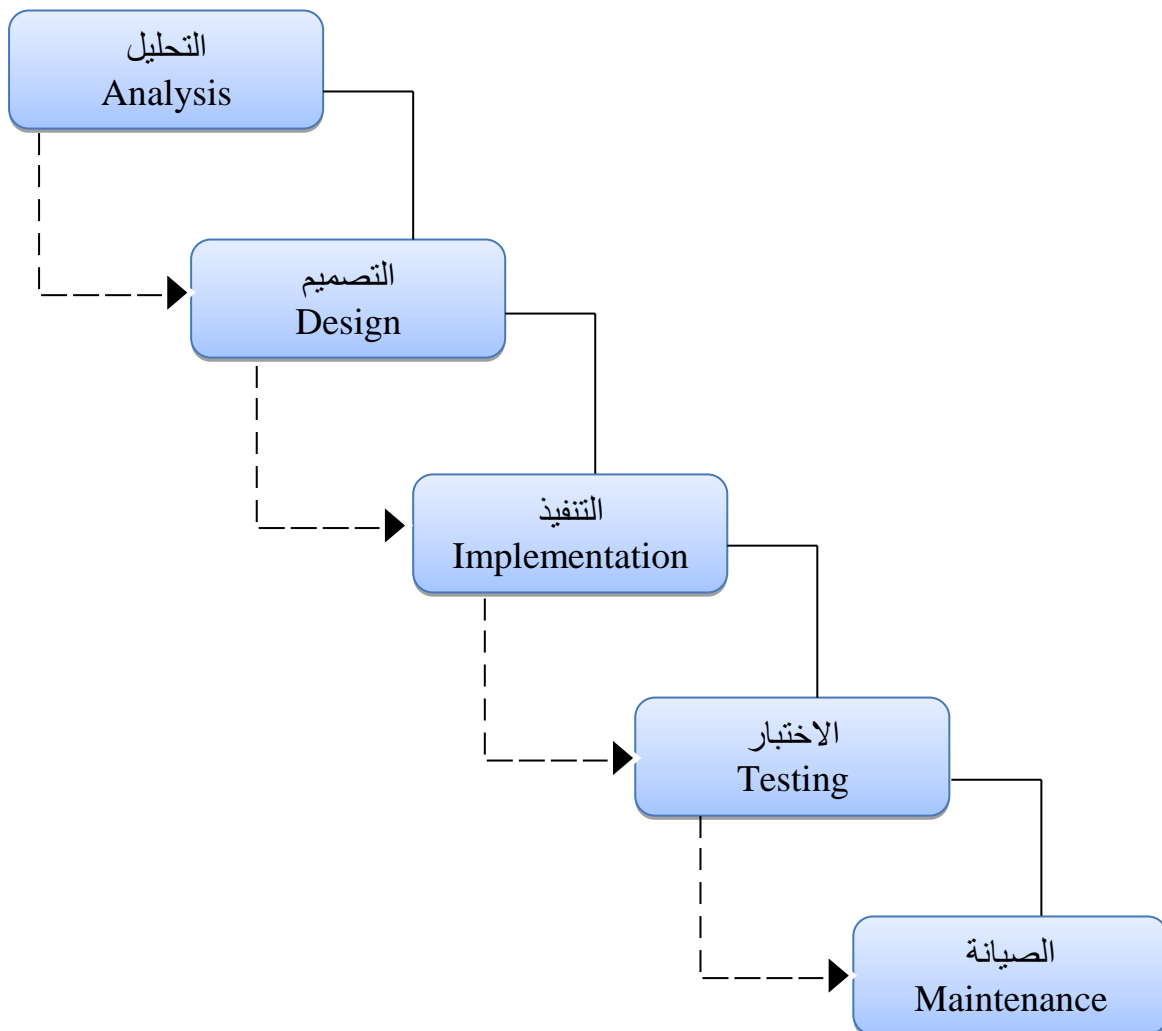 التحليل
Analysis
التصميم
Design
التنفيذ
Implementation
الاختبار
Testing
الصيانة
Maintenance